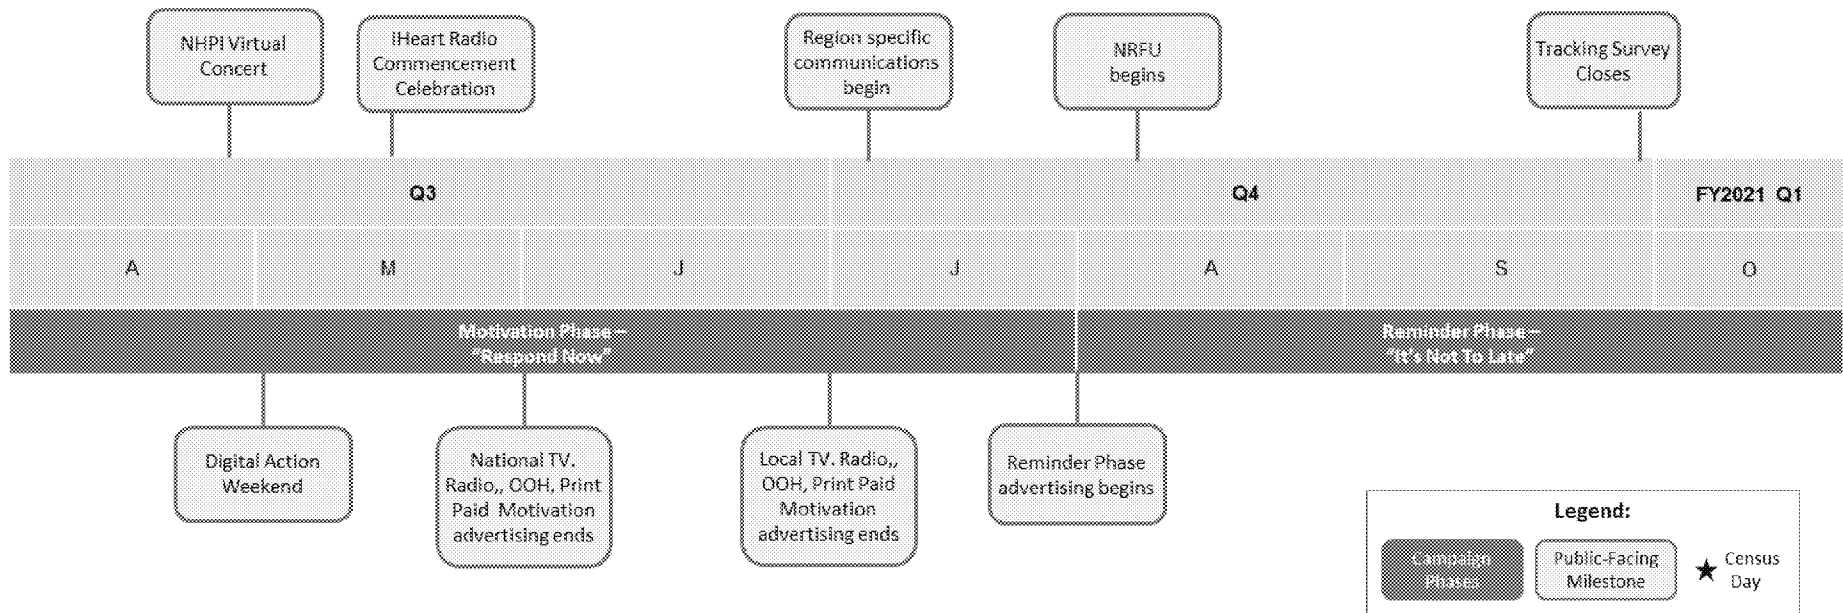 NHPI Virtual
Concert
iHeart Radio
Commencement
Celebration
Region specific
communications
begin
NRFU
begins
Tracking Survey
Closes
Q3
Q4
FY2021 Q1
A
M
J
J
A
S
O
Motivation Phase –
"Respond Now"
Reminder Phase –
"It's Not To Late"
Digital Action
Weekend
National TV.
Radio,, OOH, Print
Paid Motivation
advertising ends
Local TV. Radio,,
OOH, Print Paid
Motivation
advertising ends
Reminder Phase
advertising begins
Legend:
Campaign
Phases
Public-Facing
Milestone
Census
Day